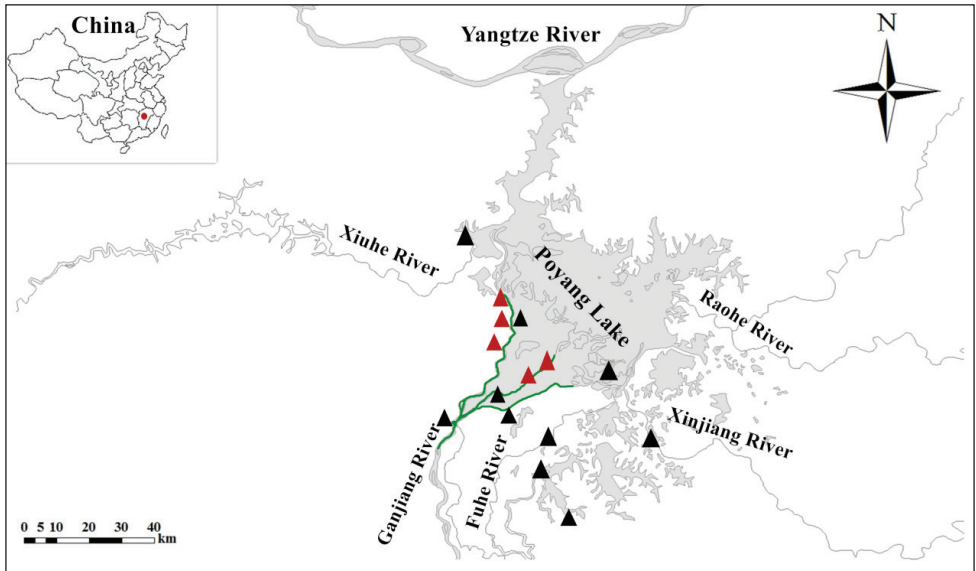 China
Yangtze River
N
Xiuhe River
Poyang Lake
Raohe River
Xinjiang River
Ganjiang River
Fuhe River
0 5 10 20 30 40
km